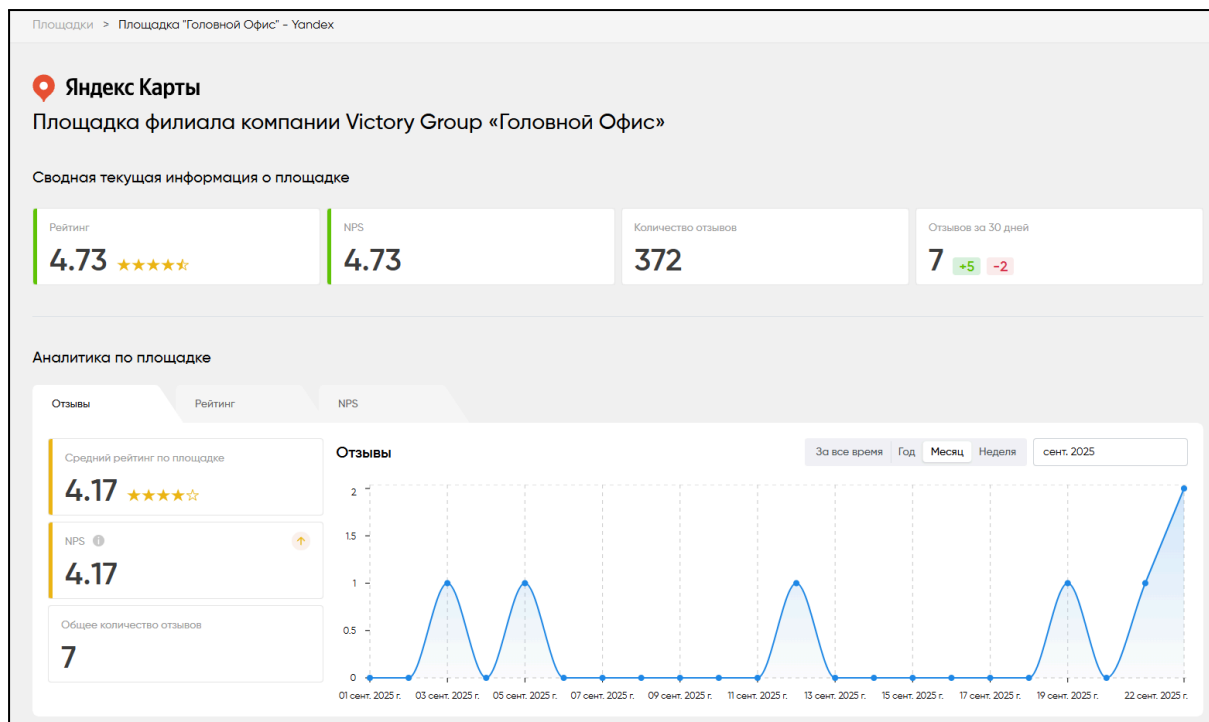 Площадки > Площадка "Головной Офис" - Yandex
Яндекс Карты
Площадка филиала компании Victory Group «Головной Офис»
Сводная текущая информация о площадке
Рейтинг
4.73
NPS
4.73
Количество отзывов
372
Отзывов за 30 дней
7 +5 -2
Аналитика по площадке
Отзывы Рейтинг NPS
Средний рейтинг по площадке
4.17
NPS
4.17
Общее количество отзывов
7
Отзывы
За все время Год Месяц Неделя сент. 2025
2
1.5
1
0.5
0
01 сент. 2025 г. 03 сент. 2025 г. 05 сент. 2025 г. 07 сент. 2025 г. 09 сент. 2025 г. 11 сент. 2025 г. 13 сент. 2025 г. 15 сент. 2025 г. 17 сент. 2025 г. 19 сент. 2025 г. 22 сент. 2025 г.